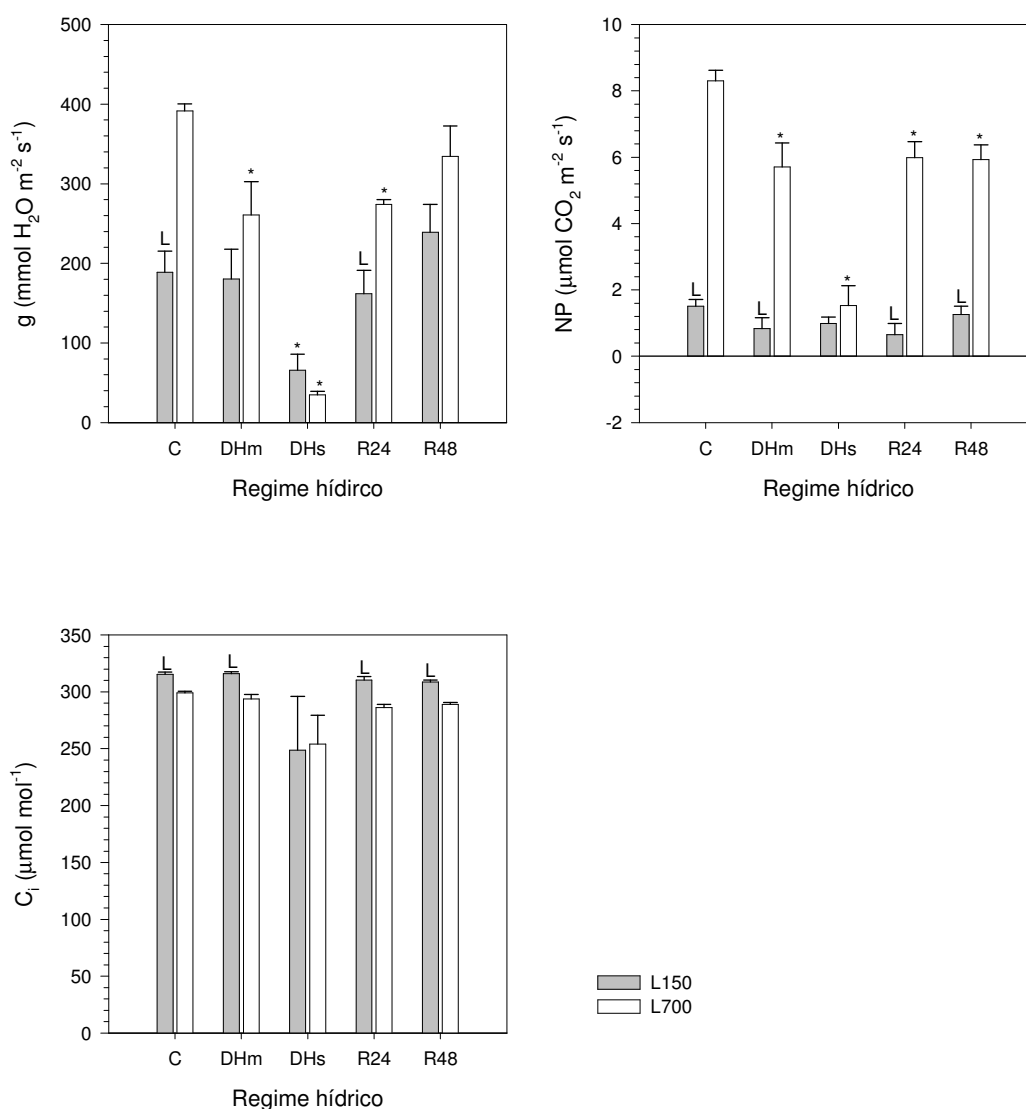 g (mmol H2O m-2 s-1)
500
400
300
200
100
0
L
*
*
*
L
*
C
DHm
DHs
R24
R48
Regime hídirco
NP (µmol CO2 m-2 s-1)
10
8
6
4
2
0
-2
L
L
*
*
L
*
L
*
C
DHm
DHs
R24
R48
Regime hídrico
Ci (µmol mol-1)
350
300
250
200
150
100
50
0
L
L
L
L
C
DHm
DHs
R24
R48
Regime hídrico
L150
L700